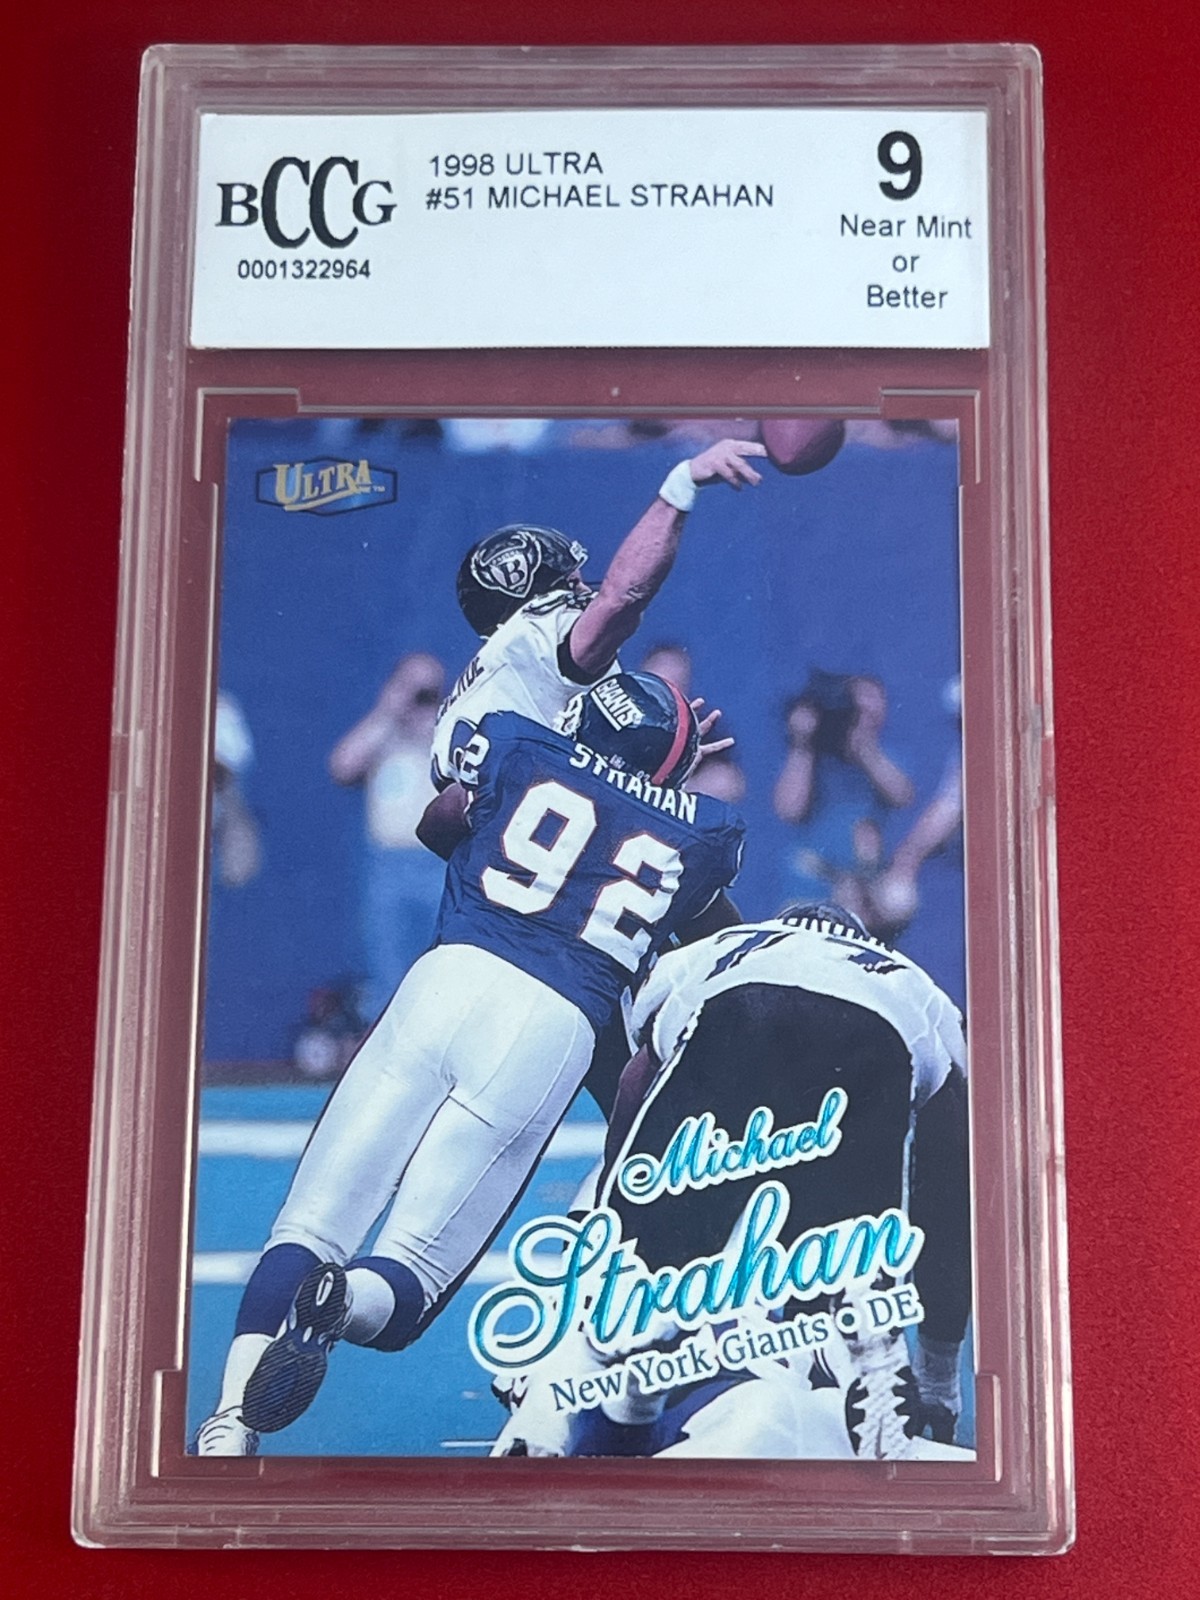 BCCG
0001322964
1998 ULTRA
#51 MICHAEL STRAHAN
9
Near Mint
or
Better
ULTRA
B
GIANTS
STRAHAN
92
2
Michael
Strahan
New York Giants • DE